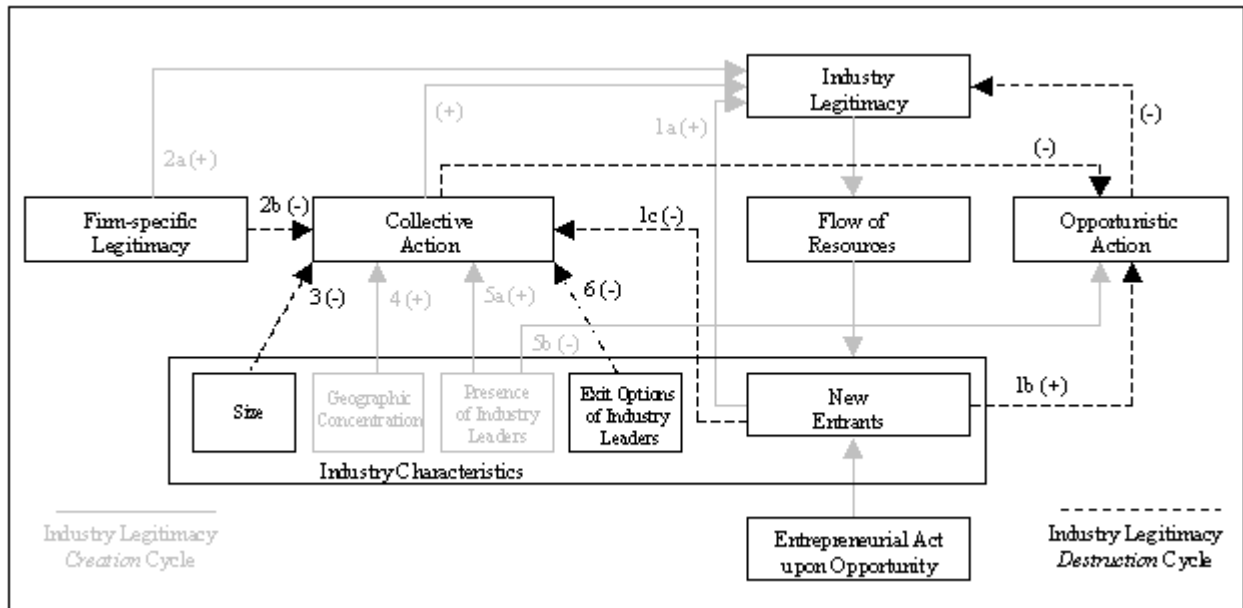 Industry
Legitimacy
(+)
1a (+)
(-)
2a (+)
(-)
Firm-specific
Legitimacy
2b (-)
Collective
Action
1c (-)
Flow of
Resources
Opportunistic
Action
3 (-)
4 (+)
5a (+)
6 (-)
5b (-)
Size
Geographic
Concentration
Presence
of Industry
Leaders
Exit Options
of Industry
Leaders
New
Entrants
1b (+)
Industry Characteristics
Industry Legitimacy
Creation Cycle
Entrepreneurial Act
upon Opportunity
Industry Legitimacy
Destruction Cycle